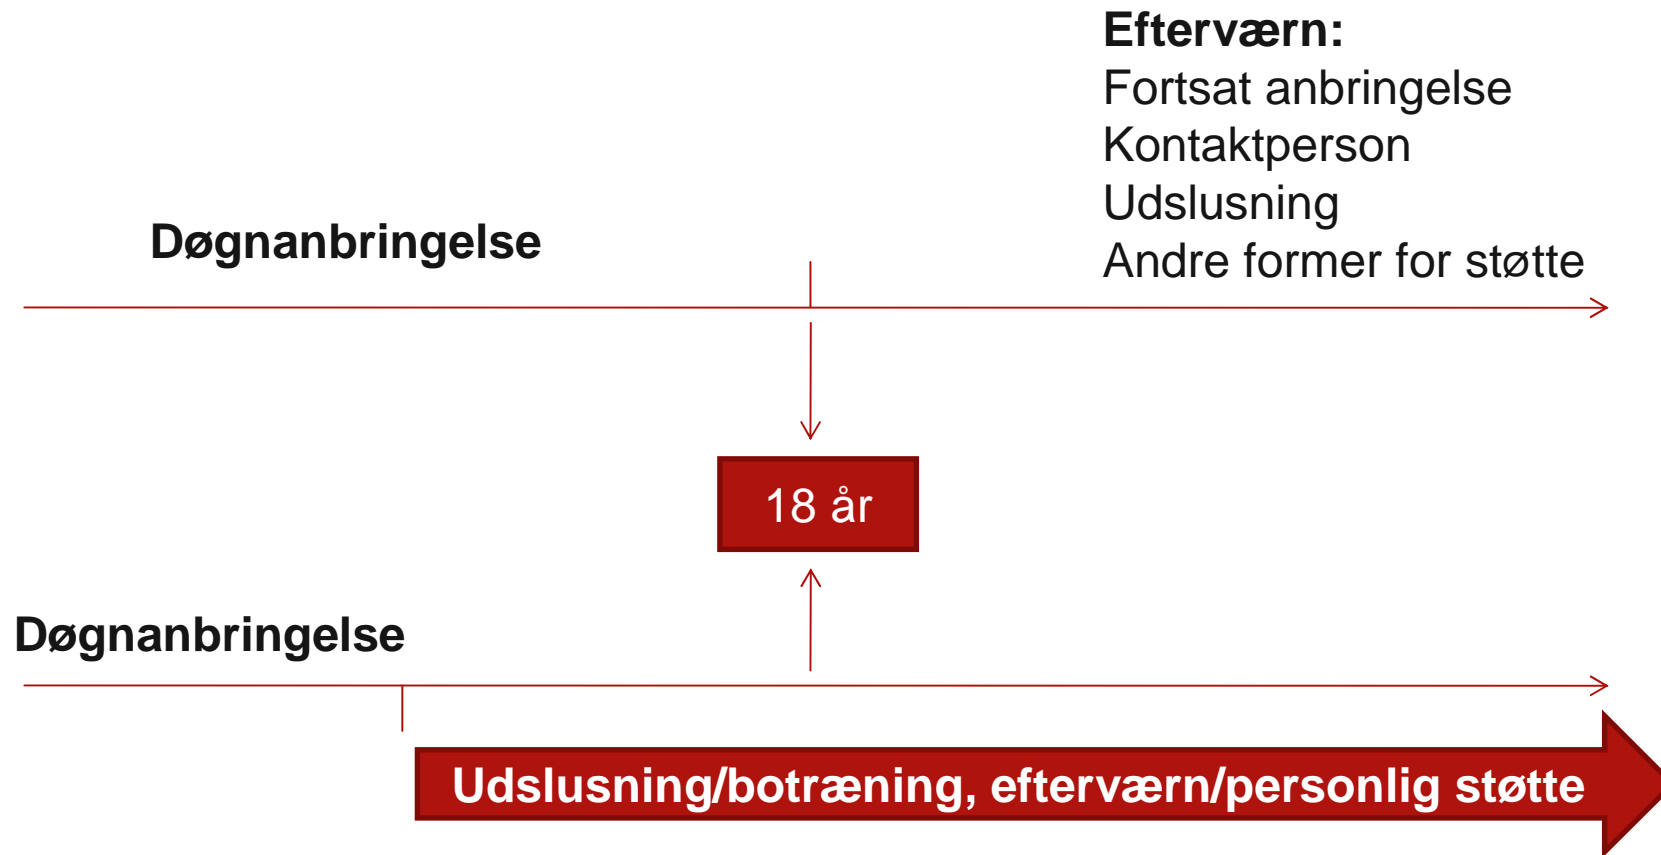 Efterværn:
Fortsat anbringelse
Kontaktperson
Udslusning
Andre former for støtte
Døgnanbringelse
18 år
Døgnanbringelse
Udslusning/botræning, efterværn/personlig støtte